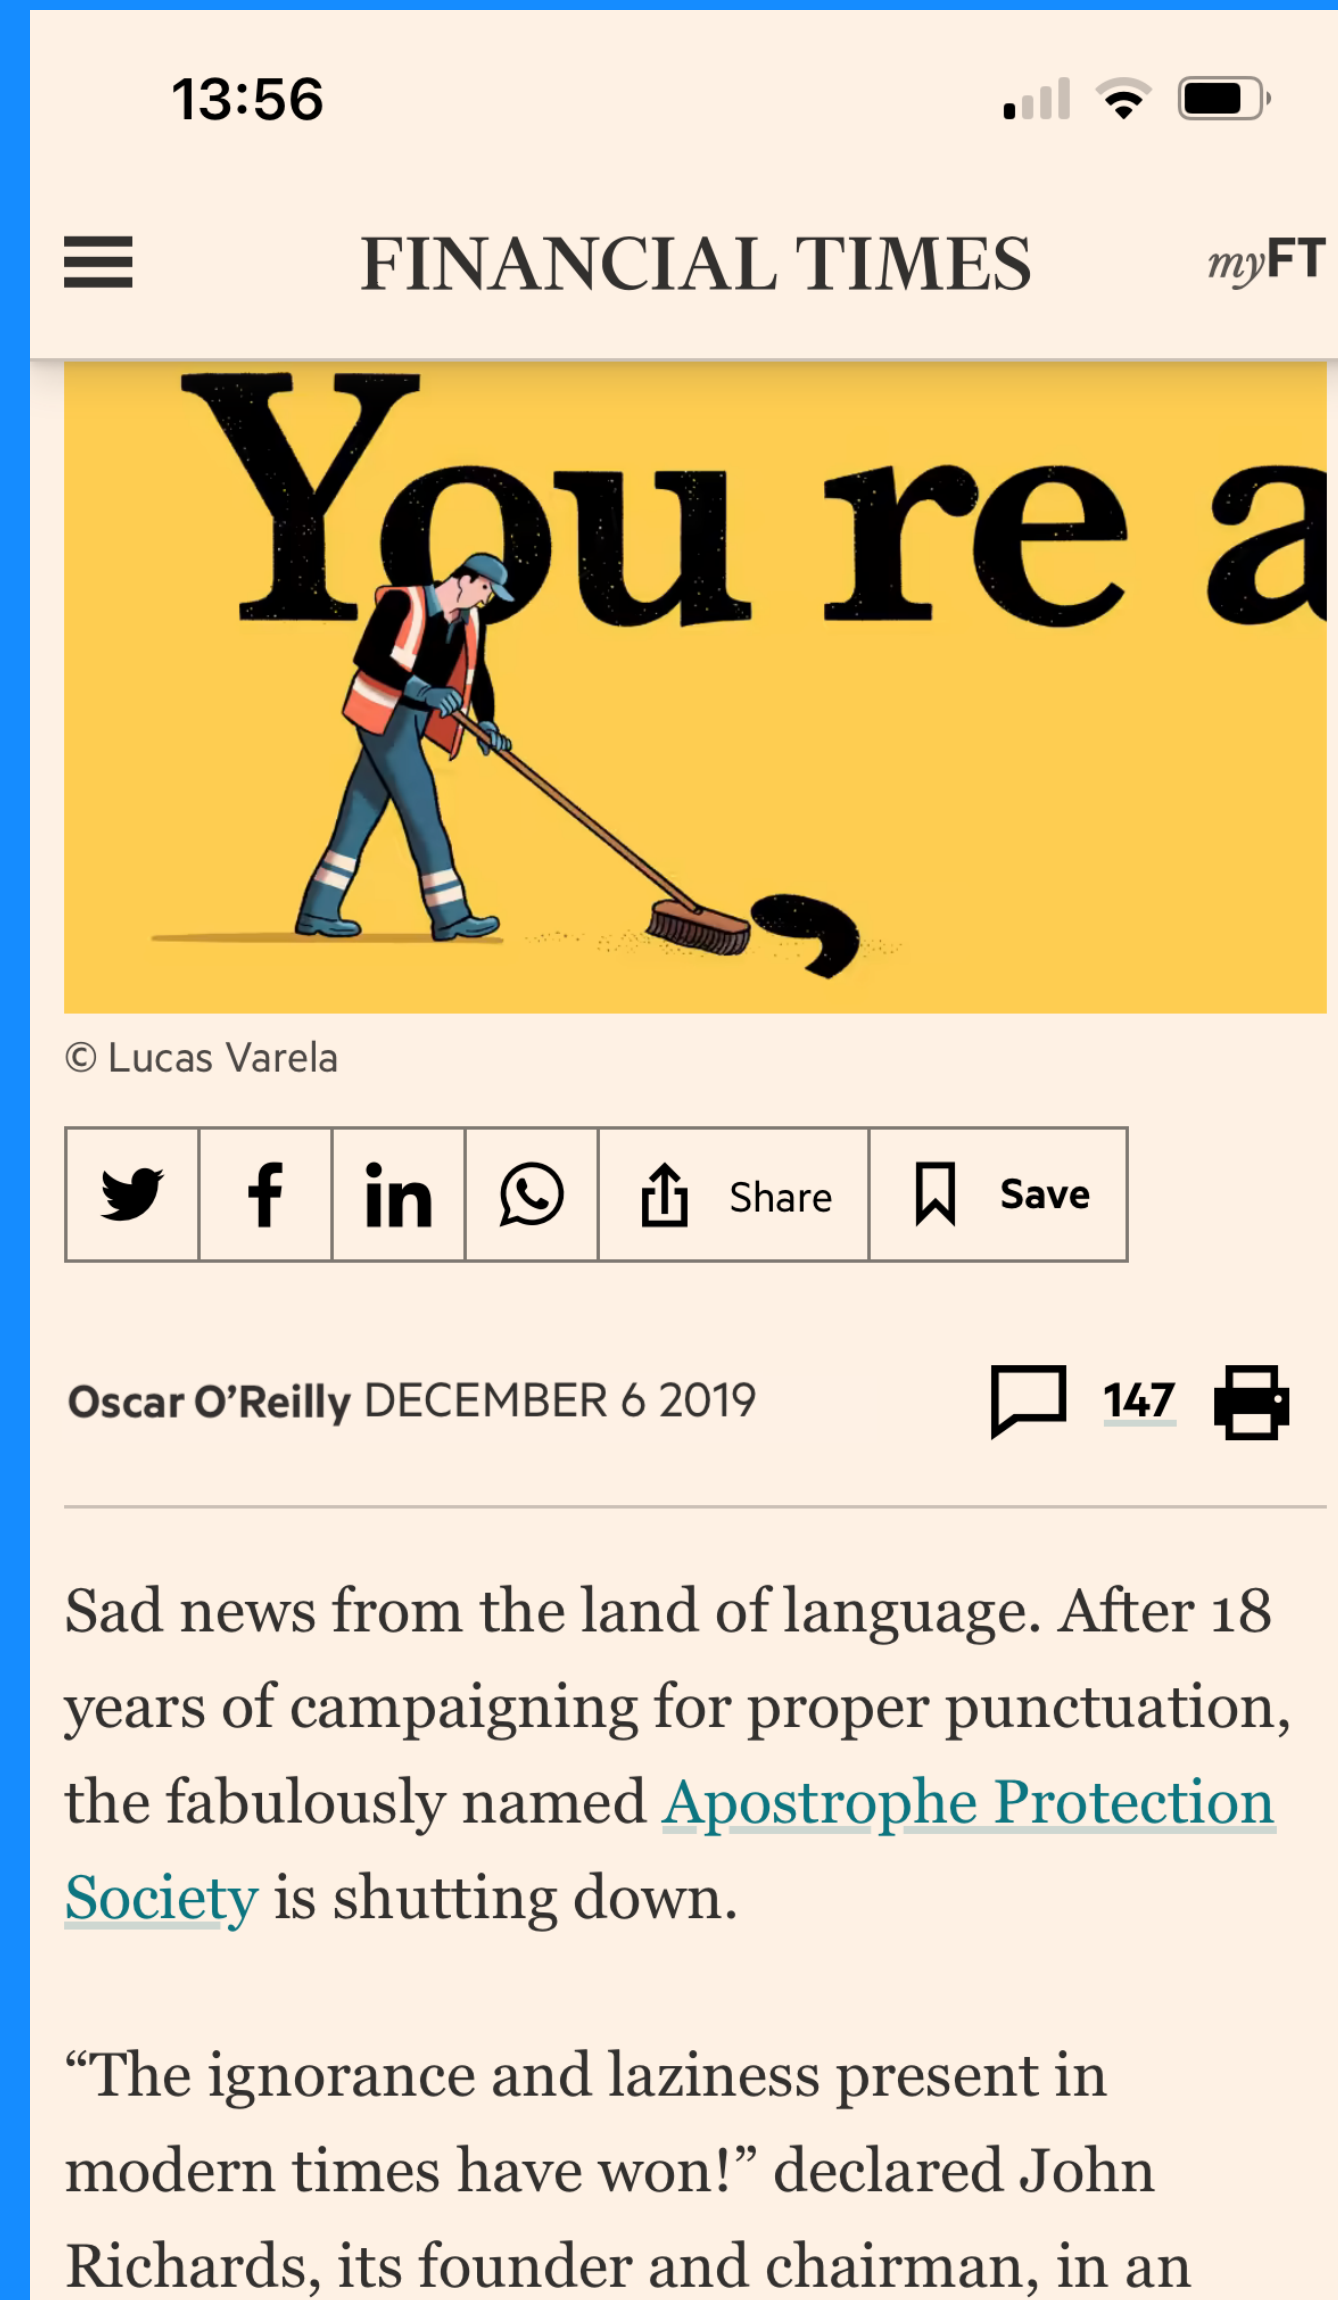 13:56
FINANCIAL TIMES
myFT
You re a
© Lucas Varela
Share
Save
Oscar O’Reilly DECEMBER 6 2019
147
Sad news from the land of language. After 18
years of campaigning for proper punctuation,
the fabulously named Apostrophe Protection
Society is shutting down.
“The ignorance and laziness present in
modern times have won!” declared John
Richards, its founder and chairman, in an